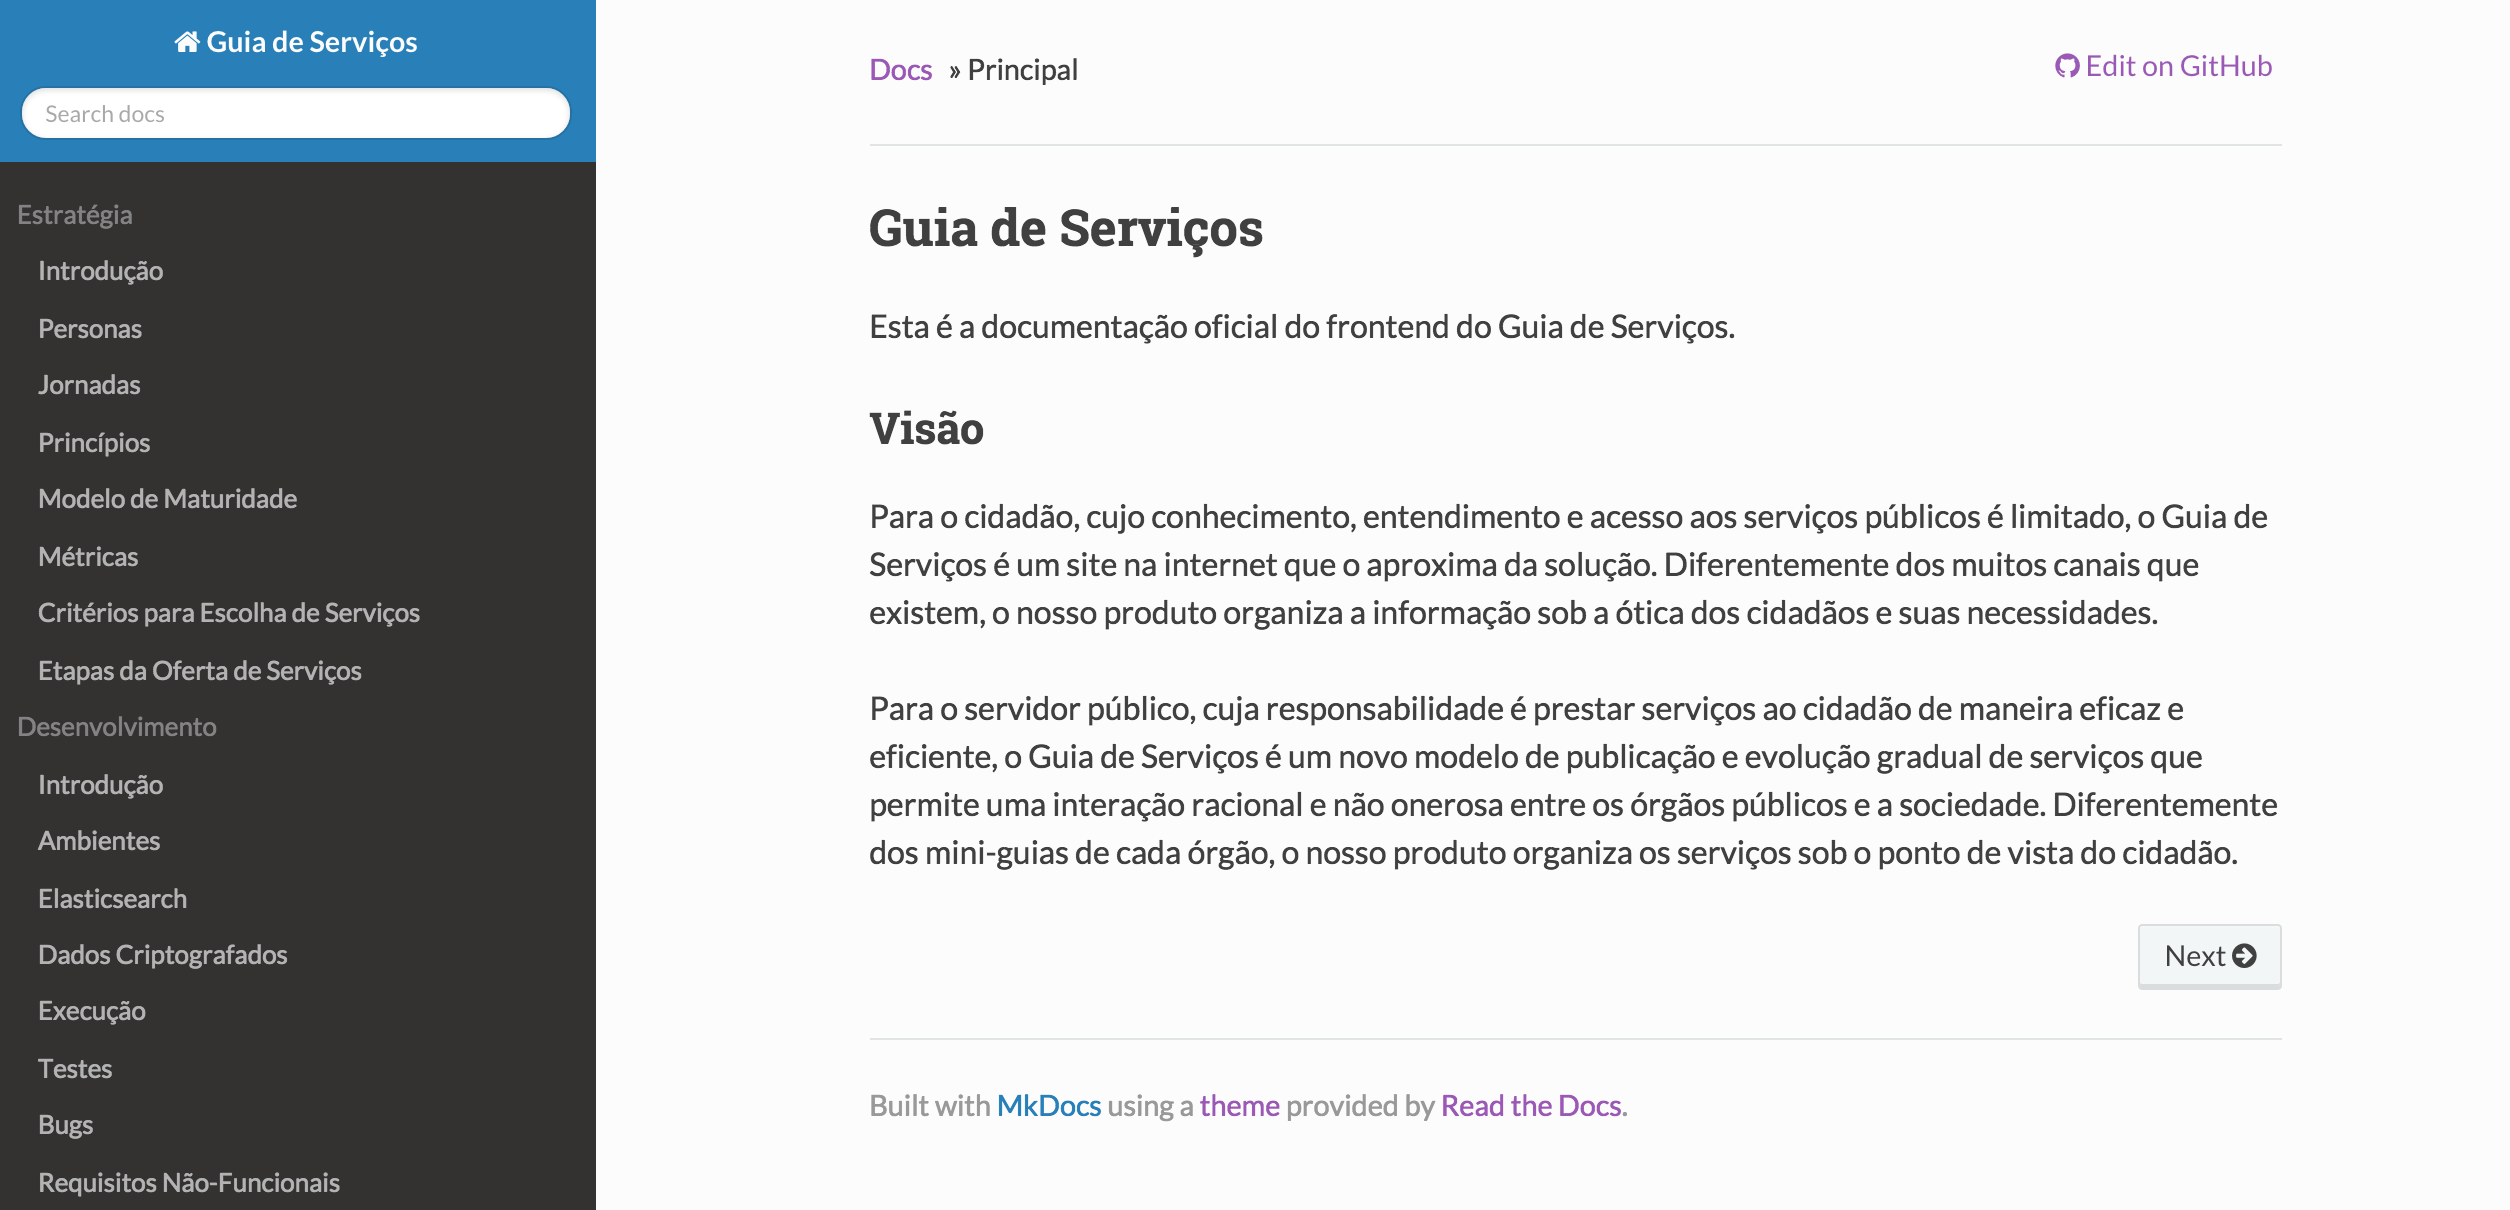 Guia de Serviços
Search docs
Estratégia
Introdução
Personas
Jornadas
Princípios
Modelo de Maturidade
Métricas
Critérios para Escolha de Serviços
Etapas da Oferta de Serviços
Desenvolvimento
Introdução
Ambientes
Elasticsearch
Dados Criptografados
Execução
Testes
Bugs
Requisitos Não-Funcionais
Docs » Principal
Edit on GitHub
Guia de Serviços
Esta é a documentação oficial do frontend do Guia de Serviços.
Visão
Para o cidadão, cujo conhecimento, entendimento e acesso aos serviços públicos é limitado, o Guia de
Serviços é um site na internet que o aproxima da solução. Diferentemente dos muitos canais que
existem, o nosso produto organiza a informação sob a ótica dos cidadãos e suas necessidades.
Para o servidor público, cuja responsabilidade é prestar serviços ao cidadão de maneira eficaz e
eficiente, o Guia de Serviços é um novo modelo de publicação e evolução gradual de serviços que
permite uma interação racional e não onerosa entre os órgãos públicos e a sociedade. Diferentemente
dos mini-guias de cada órgão, o nosso produto organiza os serviços sob o ponto de vista do cidadão.
Next
Built with MkDocs using a theme provided by Read the Docs.